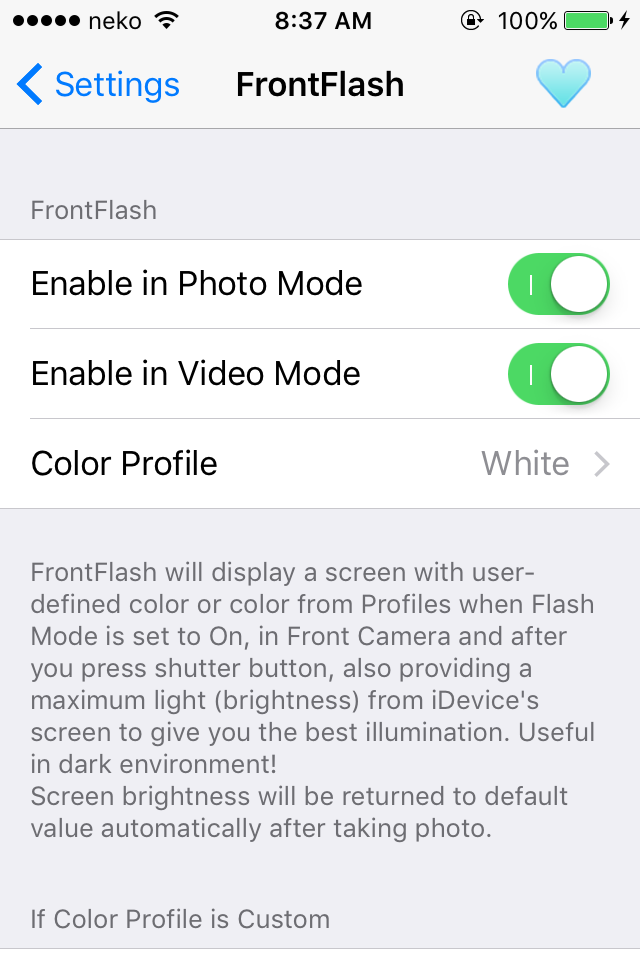 neko 8:37 AM 100%
Settings FrontFlash
FrontFlash
Enable in Photo Mode
Enable in Video Mode
Color Profile White
FrontFlash will display a screen with user-
defined color or color from Profiles when Flash
Mode is set to On, in Front Camera and after
you press shutter button, also providing a
maximum light (brightness) from iDevice's
screen to give you the best illumination. Useful
in dark environment!
Screen brightness will be returned to default
value automatically after taking photo.
If Color Profile is Custom